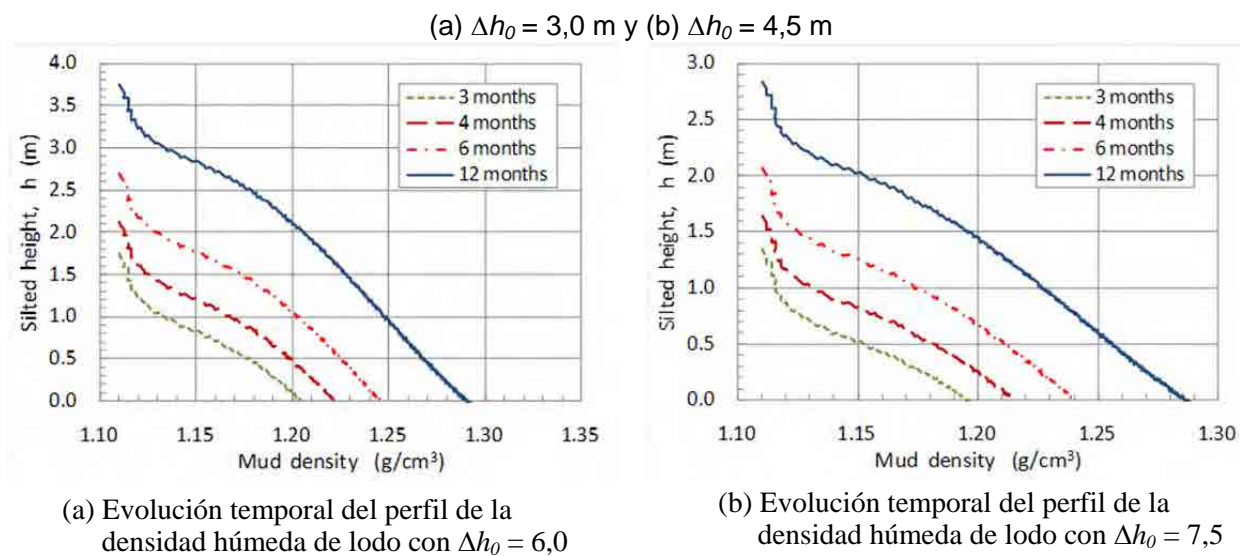 (a) Δh0 = 3,0 m y (b) Δh0 = 4,5 m
4.0
3.5
3.0
2.5
2.0
1.5
1.0
0.5
0.0
Silted height, h (m)
1.10 1.15 1.20 1.25 1.30 1.35
Mud density (g/cm³)
3 months
4 months
6 months
12 months
3.0
2.5
2.0
1.5
1.0
0.5
0.0
Silted height, h (m)
1.10 1.15 1.20 1.25 1.30
Mud density (g/cm³)
3 months
4 months
6 months
12 months
(a) Evolución temporal del perfil de la
densidad húmeda de lodo con Δh0 = 6,0
(b) Evolución temporal del perfil de la
densidad húmeda de lodo con Δh0 = 7,5